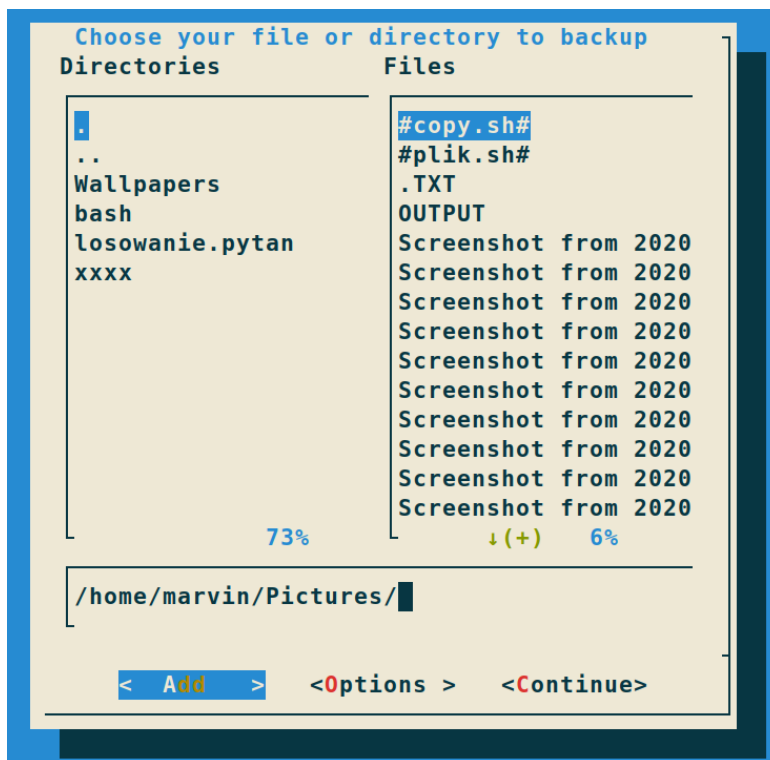 Choose your file or directory to backup
Directories
Files
.
..
Wallpapers
bash
losowanie.pytan
xxxx
73%
#copy.sh#
#plik.sh#
.TXT
OUTPUT
Screenshot from 2020
Screenshot from 2020
Screenshot from 2020
Screenshot from 2020
Screenshot from 2020
Screenshot from 2020
Screenshot from 2020
Screenshot from 2020
Screenshot from 2020
Screenshot from 2020
↓(+) 6%
/home/marvin/Pictures/
< Add > <Options > <Continue>